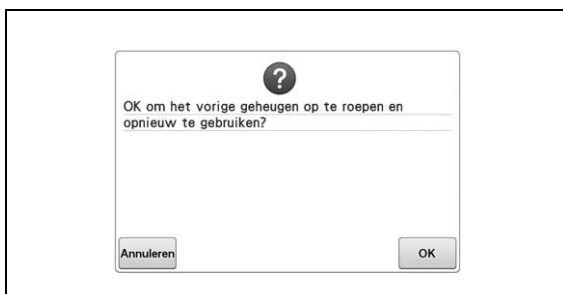 ?
OK om het vorige geheugen op te roepen en
opnieuw te gebruiken?
Annuleren
OK